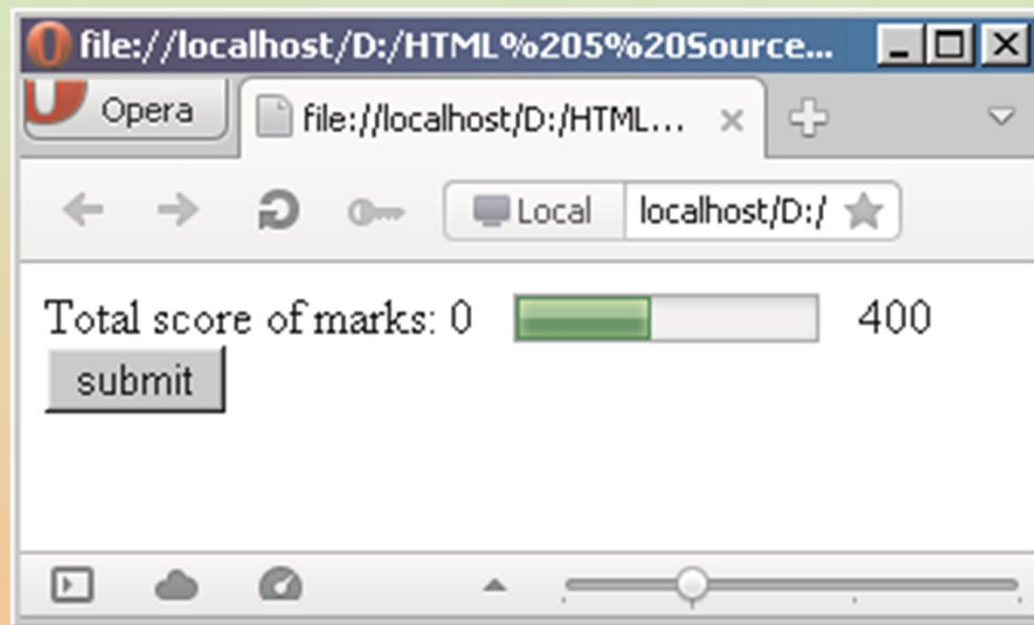 file://localhost/D:/HTML%205%20Source...
Opera
file://localhost/D:/HTML...
Local
localhost/D:/
Total score of marks: 0 400
submit